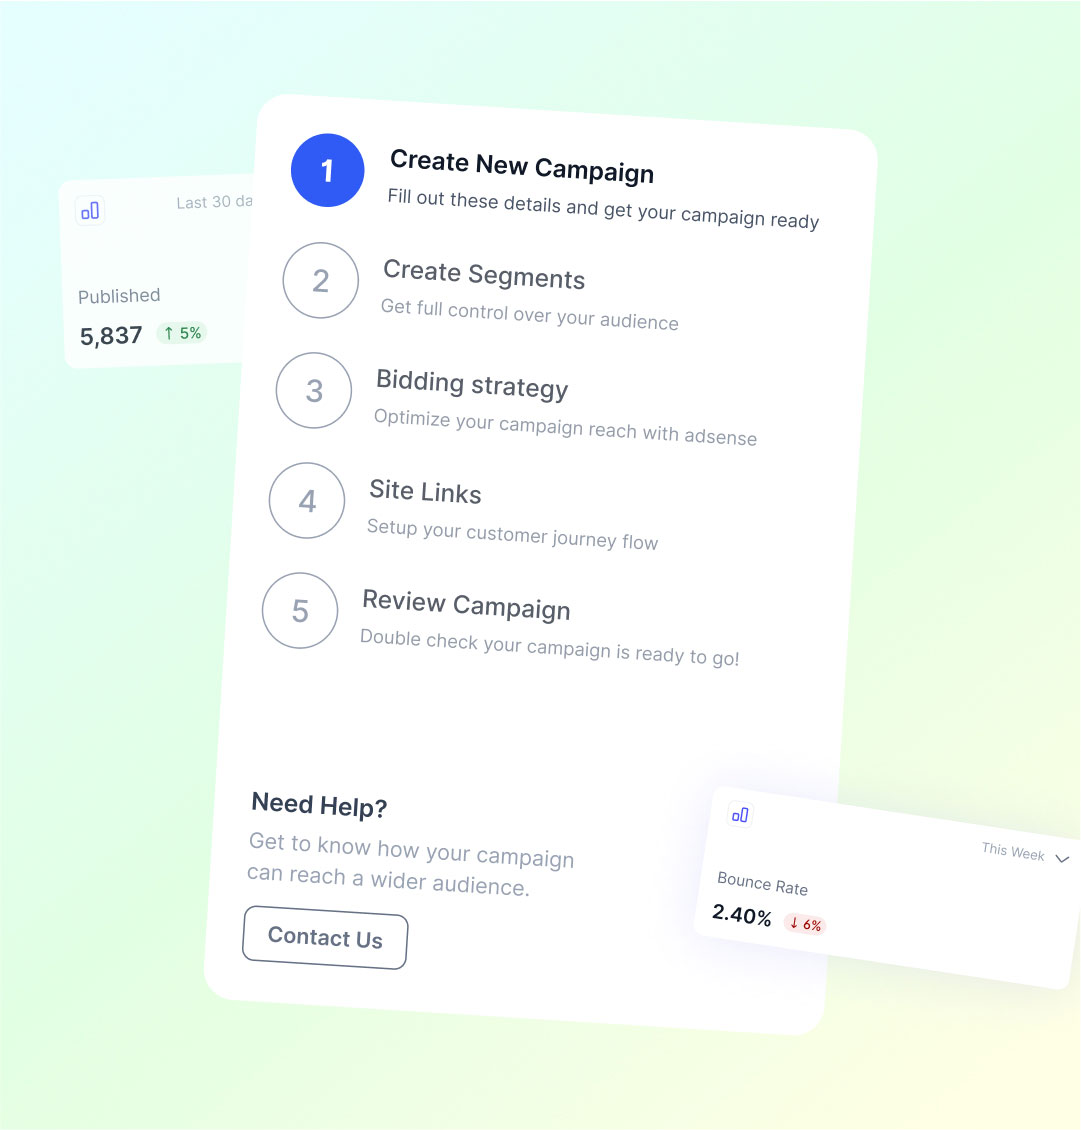 1
Create New Campaign
Fill out these details and get your campaign ready
Last 30 da
2
Create Segments
Get full control over your audience
Published
5,837 ↑ 5%
3
Bidding strategy
Optimize your campaign reach with adsense
4
Site Links
Setup your customer journey flow
5
Review Campaign
Double check your campaign is ready to go!
Need Help?
Get to know how your campaign
can reach a wider audience.
Contact Us
This Week
Bounce Rate
2.40% ↓ 6%